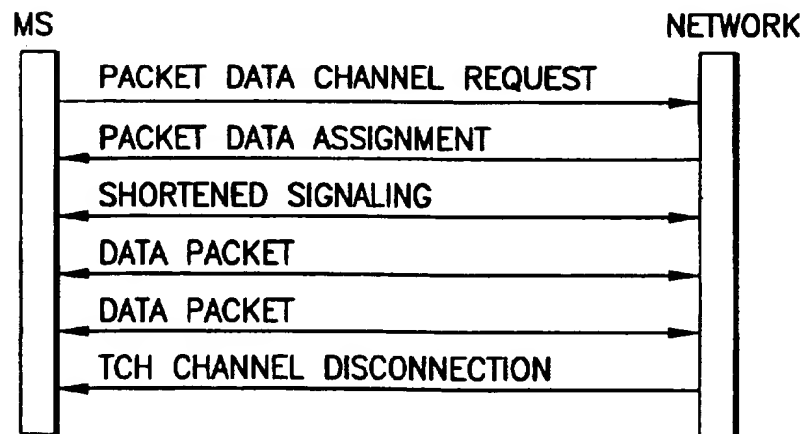 MS
NETWORK
PACKET DATA CHANNEL REQUEST
PACKET DATA ASSIGNMENT
SHORTENED SIGNALING
DATA PACKET
DATA PACKET
TCH CHANNEL DISCONNECTION